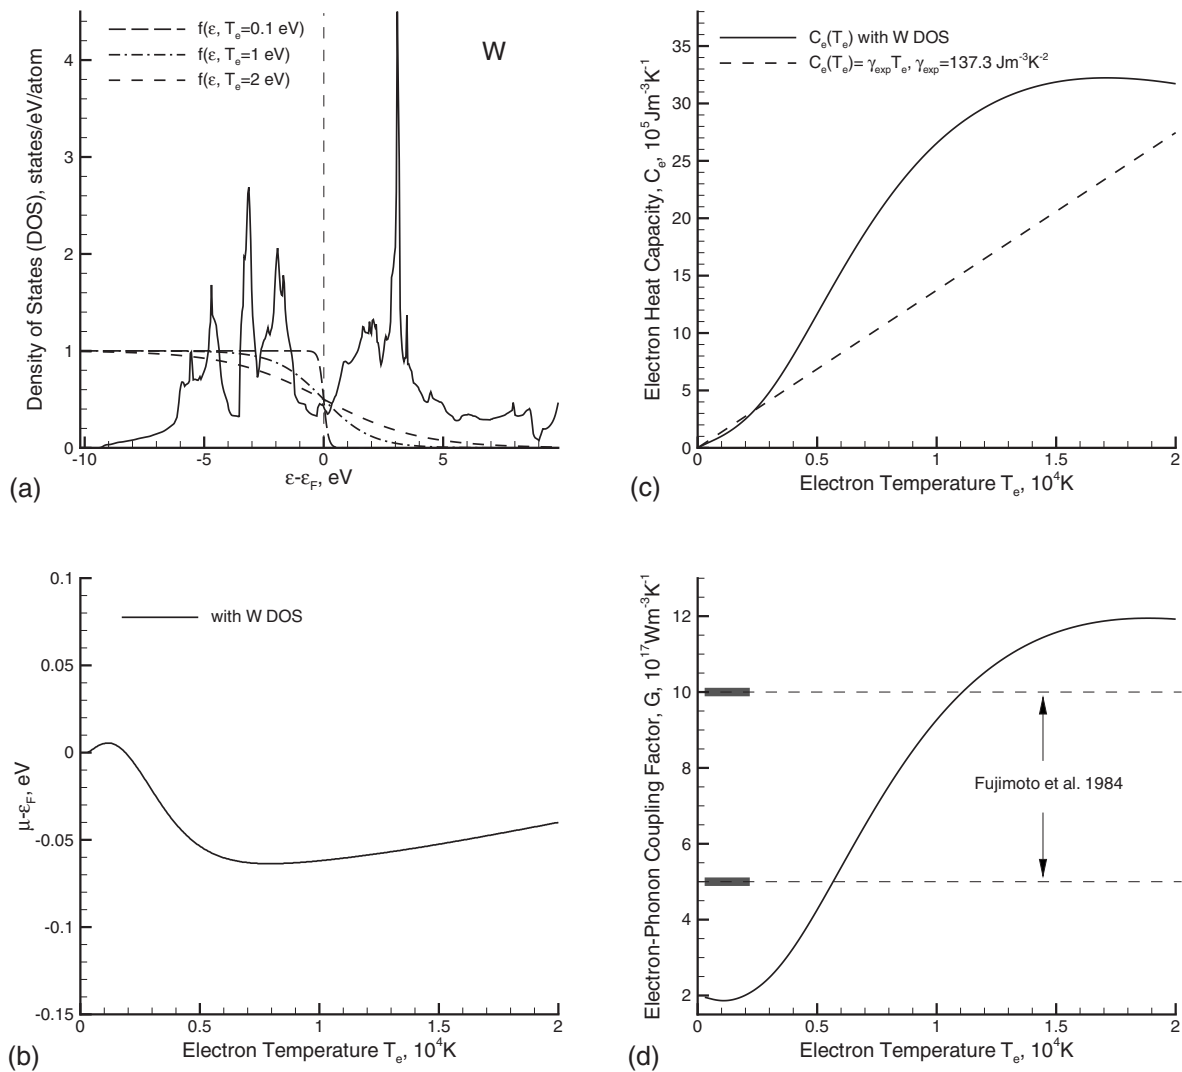 f(ε, Tₑ=0.1 eV)
f(ε, Tₑ=1 eV)
f(ε, Tₑ=2 eV)
W
Density of States (DOS), states/eV/atom
4
3
2
1
0
-10
-5
0
5
ε-ε_F, eV
(a)
Cₑ(Tₑ) with W DOS
Cₑ(Tₑ)= γ_expTₑ, γ_exp=137.3 Jm⁻³K⁻²
Electron Heat Capacity, Cₑ, 10⁵Jm⁻³K⁻¹
35
30
25
20
15
10
5
0
0
0.5
1
1.5
2
Electron Temperature Tₑ, 10⁴K
(c)
with W DOS
μ-ε_F, eV
0.1
0.05
0
-0.05
-0.1
-0.15
0
0.5
1
1.5
2
Electron Temperature Tₑ, 10⁴K
(b)
Electron-Phonon Coupling Factor, G, 10¹⁷Wm⁻³K⁻¹
12
10
8
6
4
2
Fujimoto et al. 1984
0
0.5
1
1.5
2
Electron Temperature Tₑ, 10⁴K
(d)